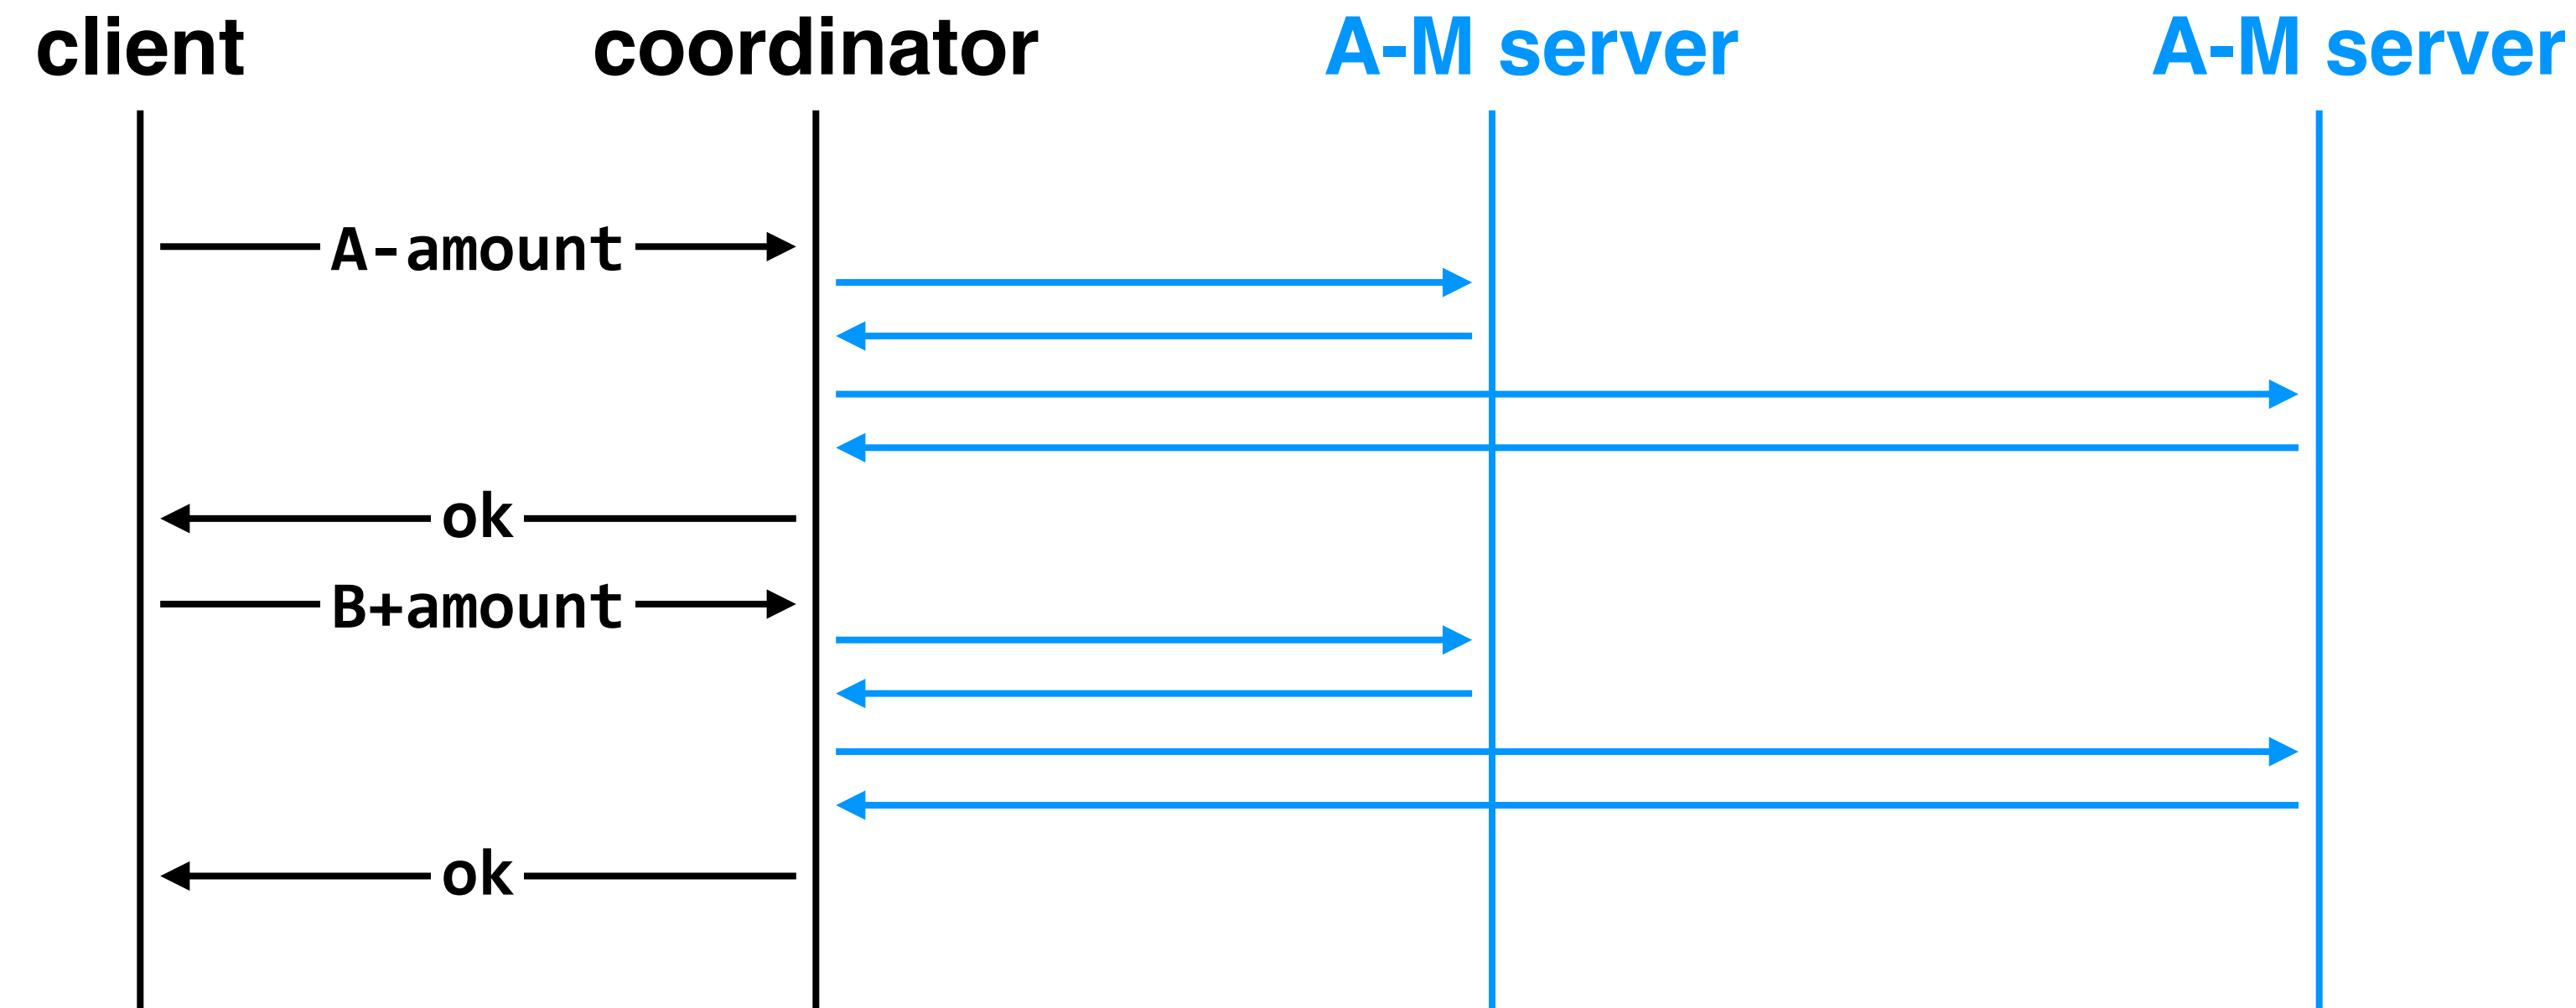 client coordinator A-M server A-M server
A-amount
ok
B+amount
ok